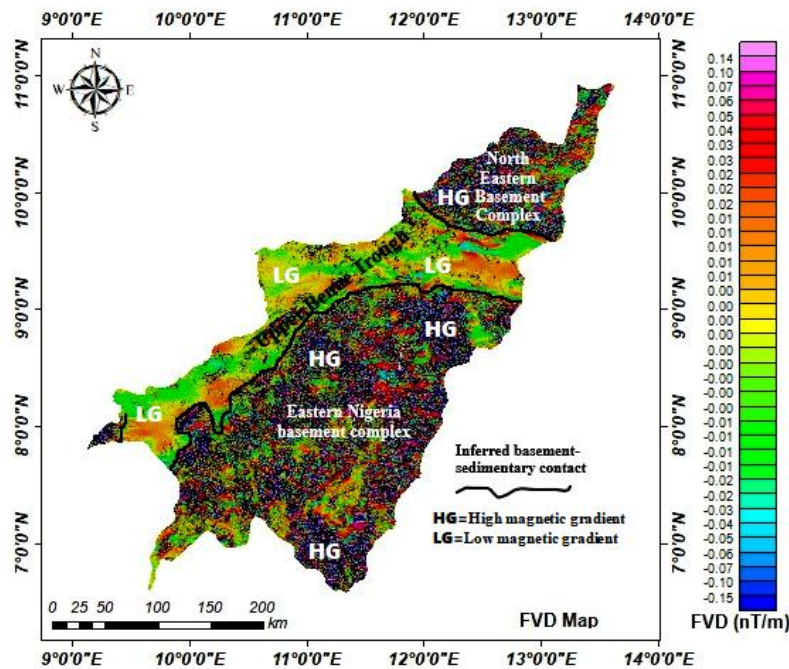 9°0'0"E 10°0'0"E 11°0'0"E 12°0'0"E 13°0'0"E 14°0'0"E
N
W E
S
11°0'0"N
10°0'0"N
9°0'0"N
8°0'0"N
7°0'0"N
North
Eastern
HG Basement
Complex
Upper Benue Trough
LG
LG
HG
HG
LG
Eastern Nigeria
basement complex
HG
Inferred basement-
sedimentary contact
HG=High magnetic gradient
LG=Low magnetic gradient
0 25 50 100 150 200
km
FVD Map
11°0'0"N
10°0'0"N
9°0'0"N
8°0'0"N
7°0'0"N
9°0'0"E 10°0'0"E 11°0'0"E 12°0'0"E 13°0'0"E 14°0'0"E
0.14
0.10
0.07
0.06
0.05
0.04
0.03
0.03
0.02
0.02
0.02
0.01
0.01
0.01
0.01
0.00
0.00
0.00
0.00
-0.00
-0.00
-0.00
-0.01
-0.01
-0.01
-0.02
-0.02
-0.03
-0.04
-0.05
-0.06
-0.07
-0.10
-0.15
FVD (nT/m)